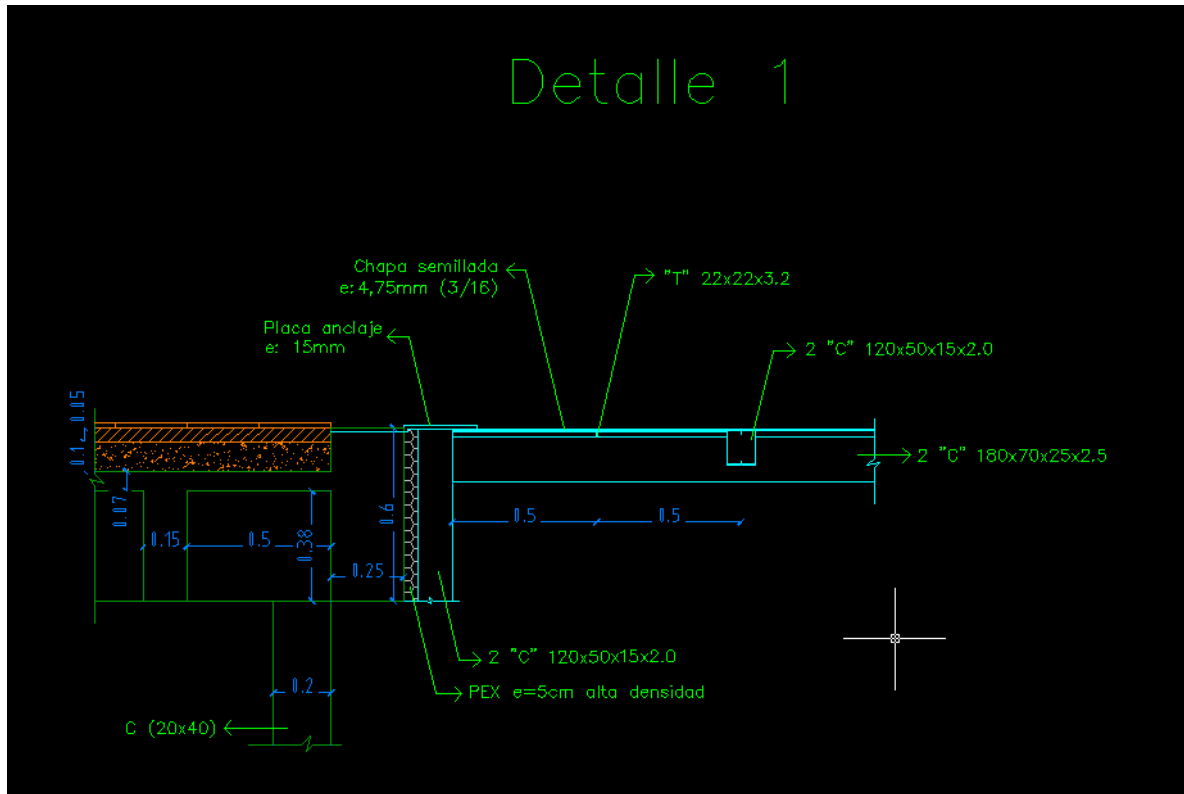 Detalle 1
Chapa semillada
e: 4,75mm (3/16)
"T" 22x22x3.2
Placa anclaje
e: 15mm
2 "C" 120x50x15x2.0
0.05
0.1
2 "C" 180x70x25x2.5
0.07
0.15
0.5
0.38
0.25
0.6
0.5
0.5
2 "C" 120x50x15x2.0
PEX e=5cm alta densidad
0.2
C (20x40)